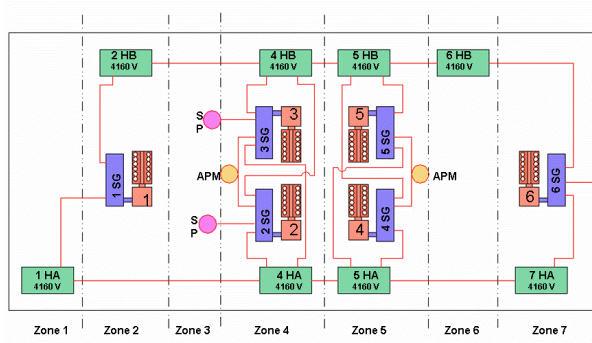 2 HB
4160 V
4 HB
4160 V
5 HB
4160 V
6 HB
4160 V
S
P
3 SG
3
5
5 SG
1 SG
1
APM
APM
6
6 SG
S
P
2 SG
2
4
4 SG
1 HA
4160 V
4 HA
4160 V
5 HA
4160 V
7 HA
4160 V
Zone 1
Zone 2
Zone 3
Zone 4
Zone 5
Zone 6
Zone 7